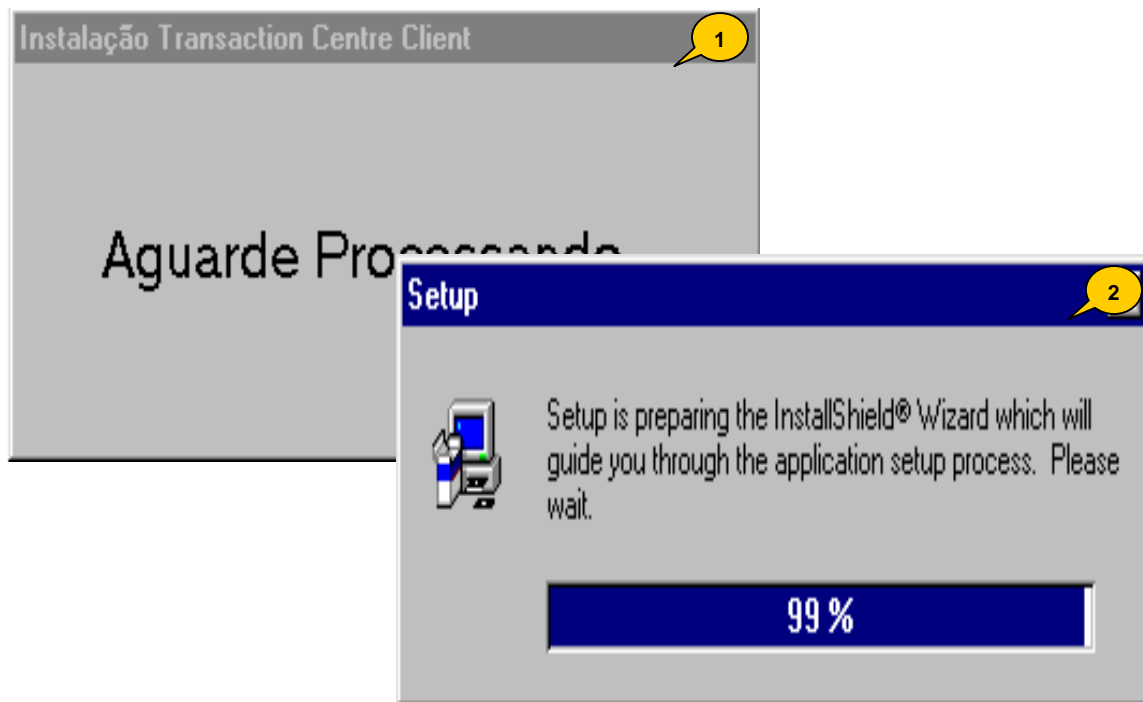 Instalação Transaction Centre Client
1
Aguarde Processando
Setup
2
Setup is preparing the InstallShield® Wizard which will
guide you through the application setup process. Please
wait.
99 %